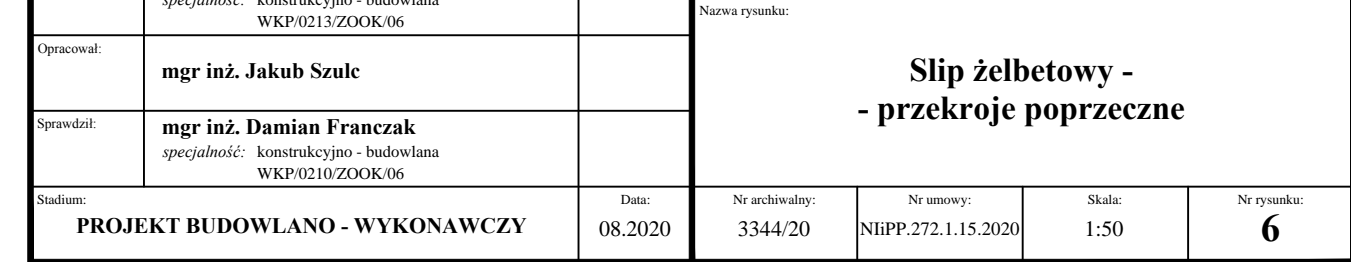 specjalność: konstrukcyjno - budowlana
WKP/0213/ZOOK/06
Nazwa rysunku:
Opracował:
mgr inż. Jakub Szulc
Slip żelbetowy -
- przekroje poprzeczne
Sprawdził:
mgr inż. Damian Franczak
specjalność: konstrukcyjno - budowlana
WKP/0210/ZOOK/06
Stadium:
PROJEKT BUDOWLANO - WYKONAWCZY
Data:
08.2020
Nr archiwalny:
3344/20
Nr umowy:
NIiPP.272.1.15.2020
Skala:
1:50
Nr rysunku:
6